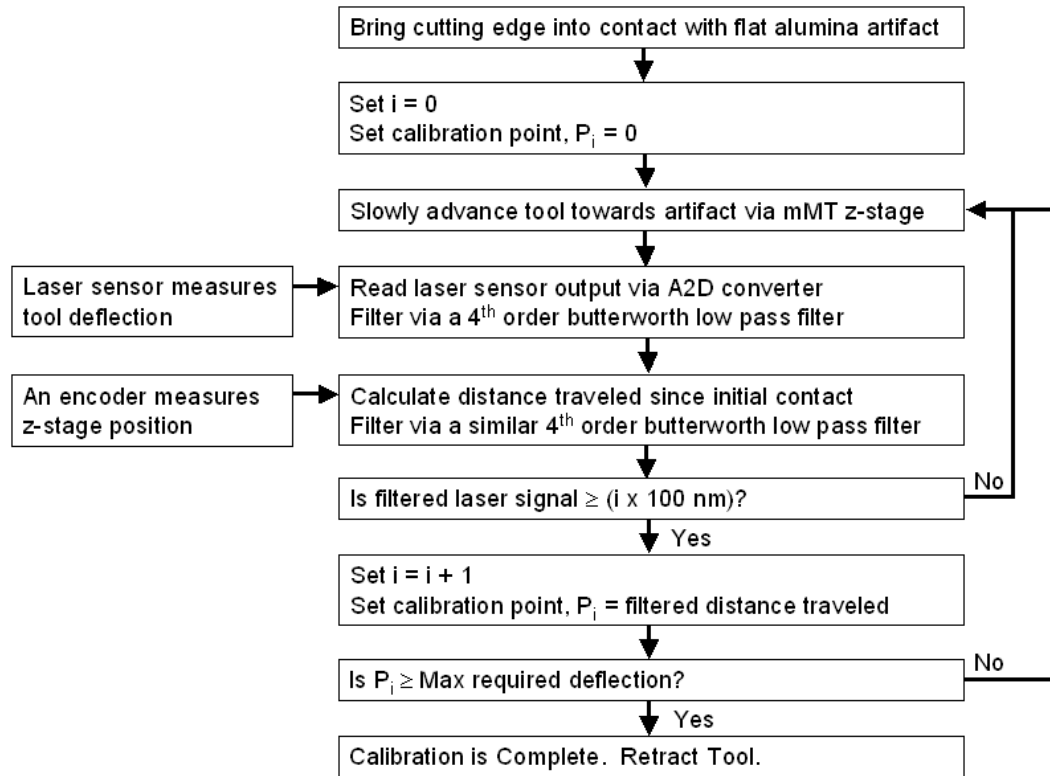 Bring cutting edge into contact with flat alumina artifact
Set i = 0
Set calibration point, Pᵢ = 0
Slowly advance tool towards artifact via mMT z-stage
Laser sensor measures
tool deflection
Read laser sensor output via A2D converter
Filter via a 4ᵗʰ order butterworth low pass filter
An encoder measures
z-stage position
Calculate distance traveled since initial contact
Filter via a similar 4ᵗʰ order butterworth low pass filter
Is filtered laser signal ≥ (i x 100 nm)?
No
Yes
Set i = i + 1
Set calibration point, Pᵢ = filtered distance traveled
Is Pᵢ ≥ Max required deflection?
No
Yes
Calibration is Complete.  Retract Tool.